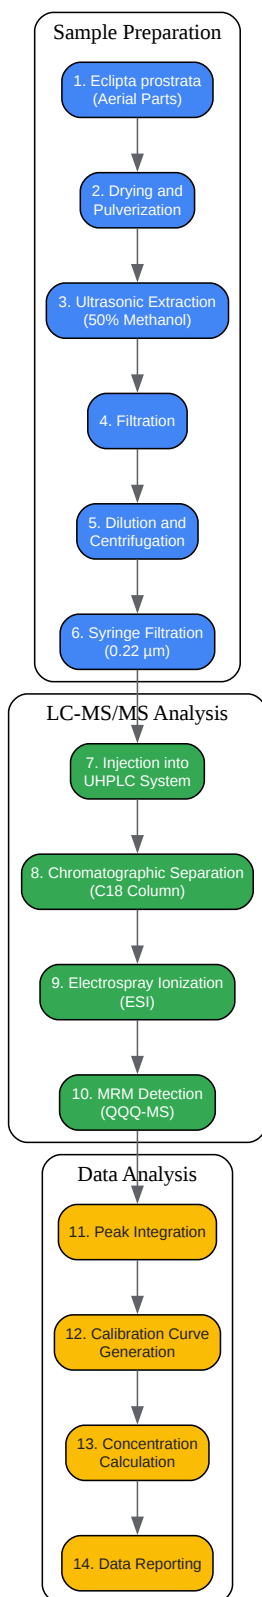 Sample Preparation
1. Eclipta prostrata
(Aerial Parts)
2. Drying and
Pulverization
3. Ultrasonic Extraction
(50% Methanol)
4. Filtration
5. Dilution and
Centrifugation
6. Syringe Filtration
(0.22 µm)
LC-MS/MS Analysis
7. Injection into
UHPLC System
8. Chromatographic Separation
(C18 Column)
9. Electrospray Ionization
(ESI)
10. MRM Detection
(QQQ-MS)
Data Analysis
11. Peak Integration
12. Calibration Curve
Generation
13. Concentration
Calculation
14. Data Reporting